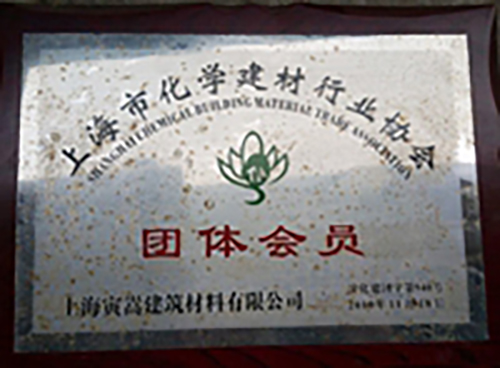 上海市化学建材行业协会
SHANGHAI CHEMICAL BUILDING MATERIAL TRADE ASSOCIATION
团体会员
上海寅嵩建筑材料有限公司